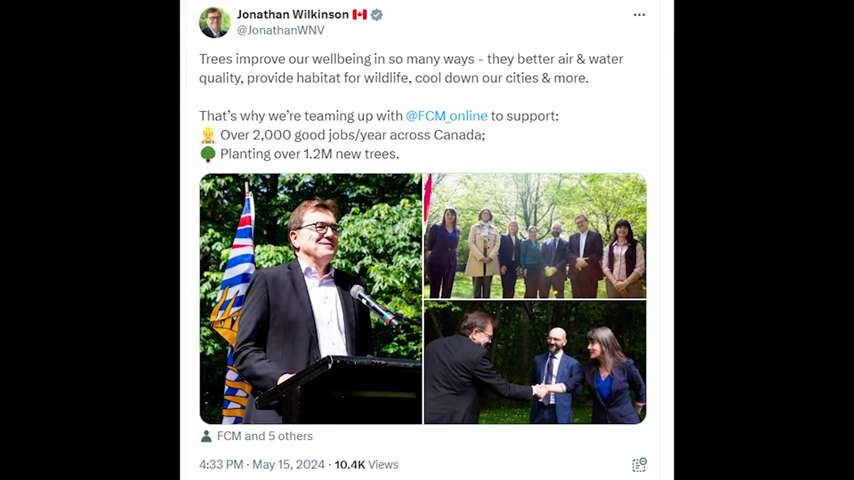 Jonathan Wilkinson 🇨🇦
@JonathanWNV
Trees improve our wellbeing in so many ways - they better air & water
quality, provide habitat for wildlife, cool down our cities & more.
That's why we're teaming up with @FCM_online to support:
👷 Over 2,000 good jobs/year across Canada;
🌳 Planting over 1.2M new trees.
FCM and 5 others
4:33 PM · May 15, 2024 · 10.4K Views